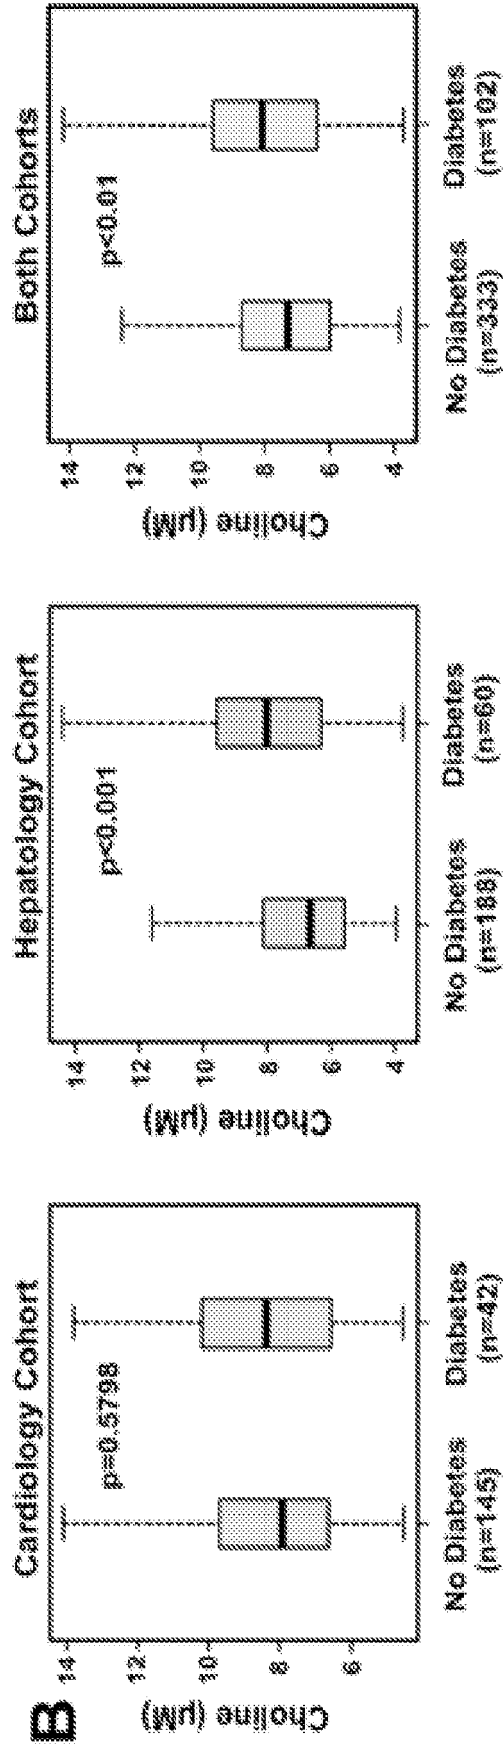 B
Cardiology Cohort
Choline (µM)
14
12
10
8
6
p=0.5798
No Diabetes
(n=145)
Diabetes
(n=42)
Hepatology Cohort
Choline (µM)
14
12
10
8
6
4
p<0.001
No Diabetes
(n=188)
Diabetes
(n=60)
Both Cohorts
Choline (µM)
14
12
10
8
6
4
p<0.01
No Diabetes
(n=333)
Diabetes
(n=102)